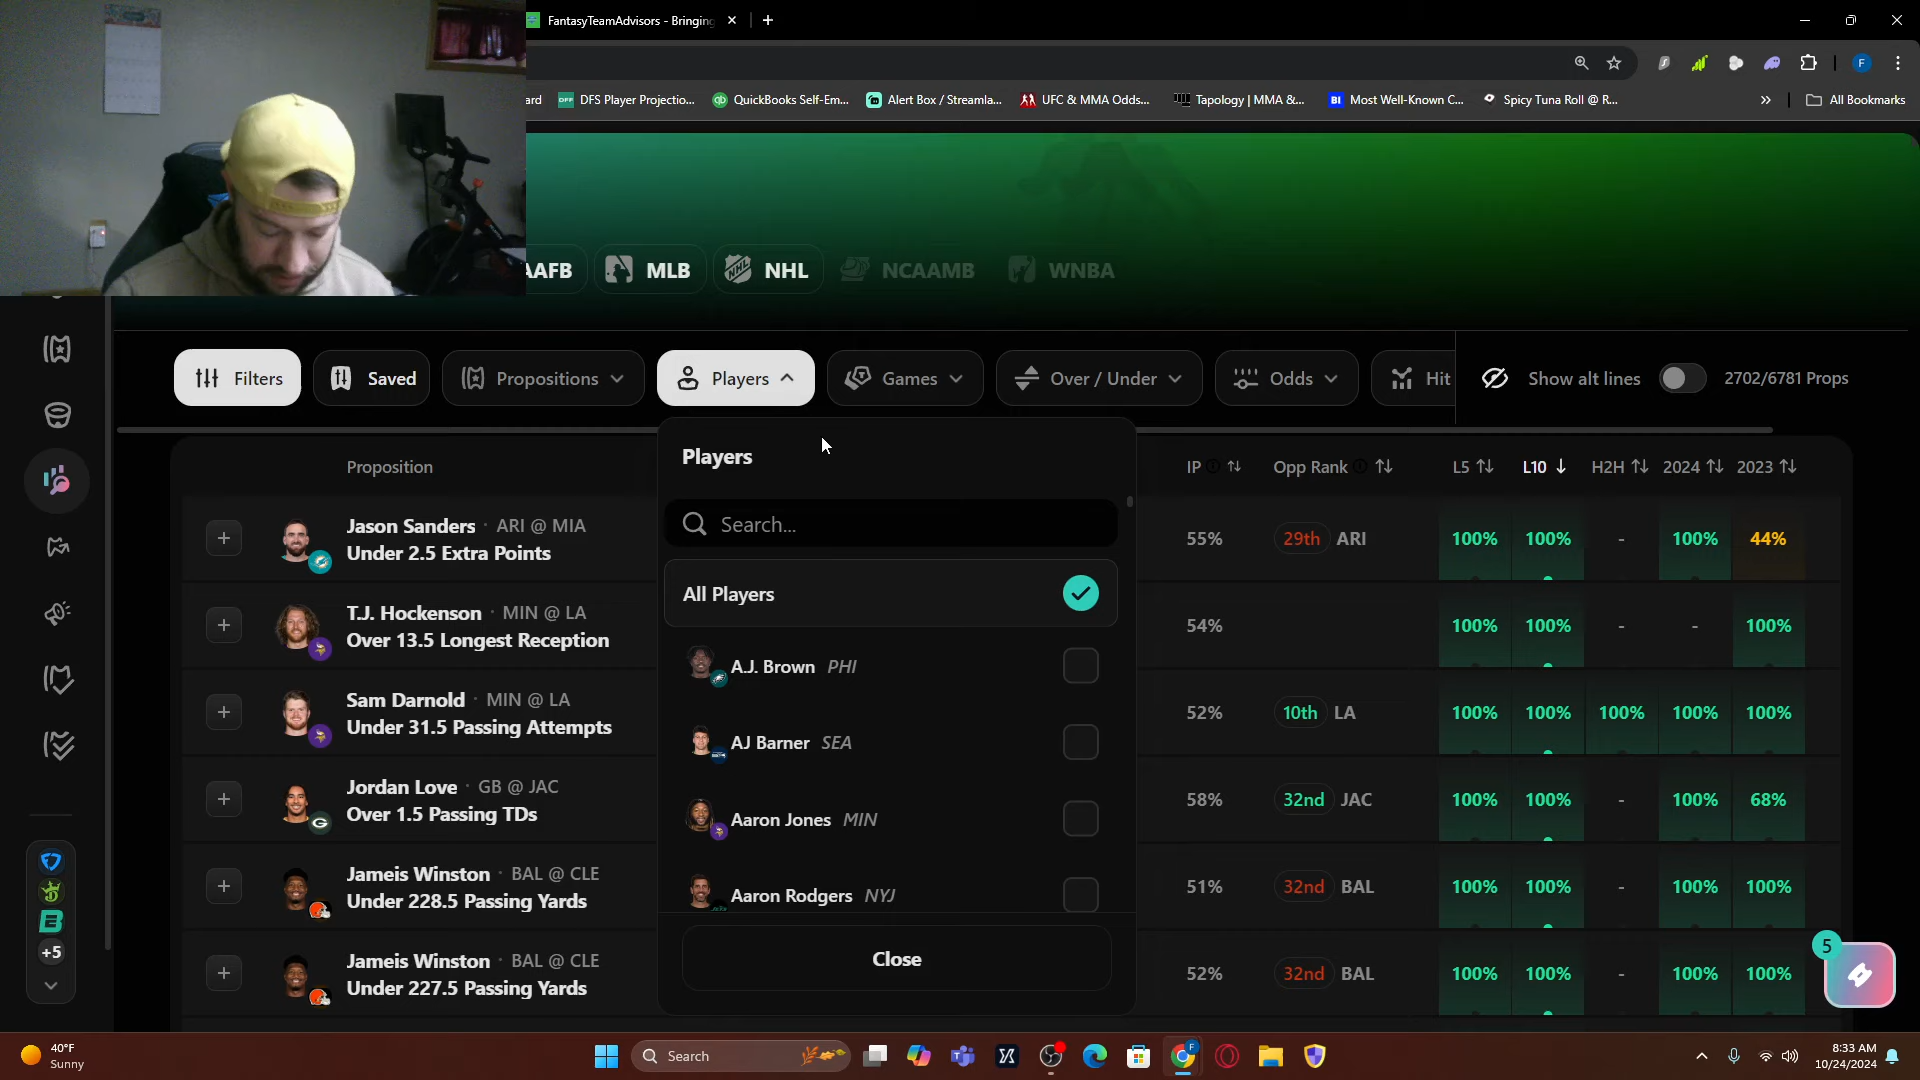 FantasyTeamAdvisors - Bringing
F
ard DFF DFS Player Projectio... QuickBooks Self-Em... Alert Box / Streamla... UFC & MMA Odds... Tapology | MMA &... BI Most Well-Known C... Spicy Tuna Roll @ R... » All Bookmarks
AAFB MLB NHL NCAAMB WNBA
Filters Saved Propositions Players Games Over / Under Odds Hit Show alt lines 2702/6781 Props
Proposition Players IP Opp Rank L5 L10 H2H 2024 2023
Search...
All Players
A.J. Brown PHI
AJ Barner SEA
Aaron Jones MIN
Aaron Rodgers NYJ
Close
Jason Sanders · ARI @ MIA
Under 2.5 Extra Points
55% 29th ARI 100% 100% - 100% 44%
T.J. Hockenson · MIN @ LA
Over 13.5 Longest Reception
54% 100% 100% - - 100%
Sam Darnold · MIN @ LA
Under 31.5 Passing Attempts
52% 10th LA 100% 100% 100% 100% 100%
Jordan Love · GB @ JAC
Over 1.5 Passing TDs
58% 32nd JAC 100% 100% - 100% 68%
Jameis Winston · BAL @ CLE
Under 228.5 Passing Yards
51% 32nd BAL 100% 100% - 100% 100%
Jameis Winston · BAL @ CLE
Under 227.5 Passing Yards
52% 32nd BAL 100% 100% - 100% 100%
+5
5
40°F
Sunny
Search
F
8:33 AM
10/24/2024